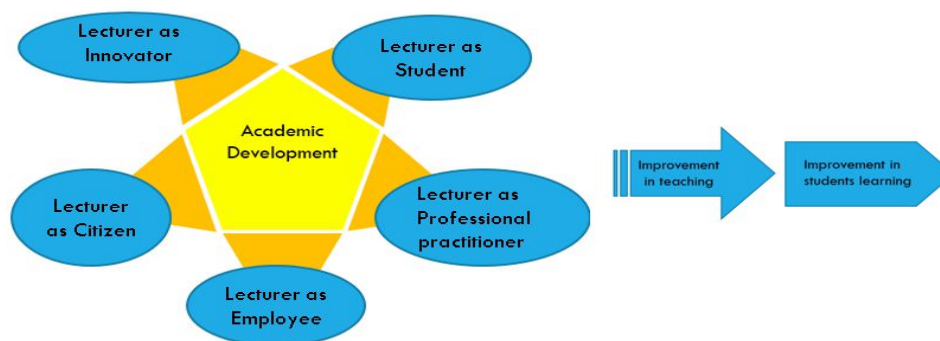 Lecturer as
Innovator
Lecturer as
Student
Academic
Development
Lecturer
as Citizen
Lecturer as
Professional
practitioner
Lecturer as
Employee
Improvement
in teaching
Improvement in
students learning